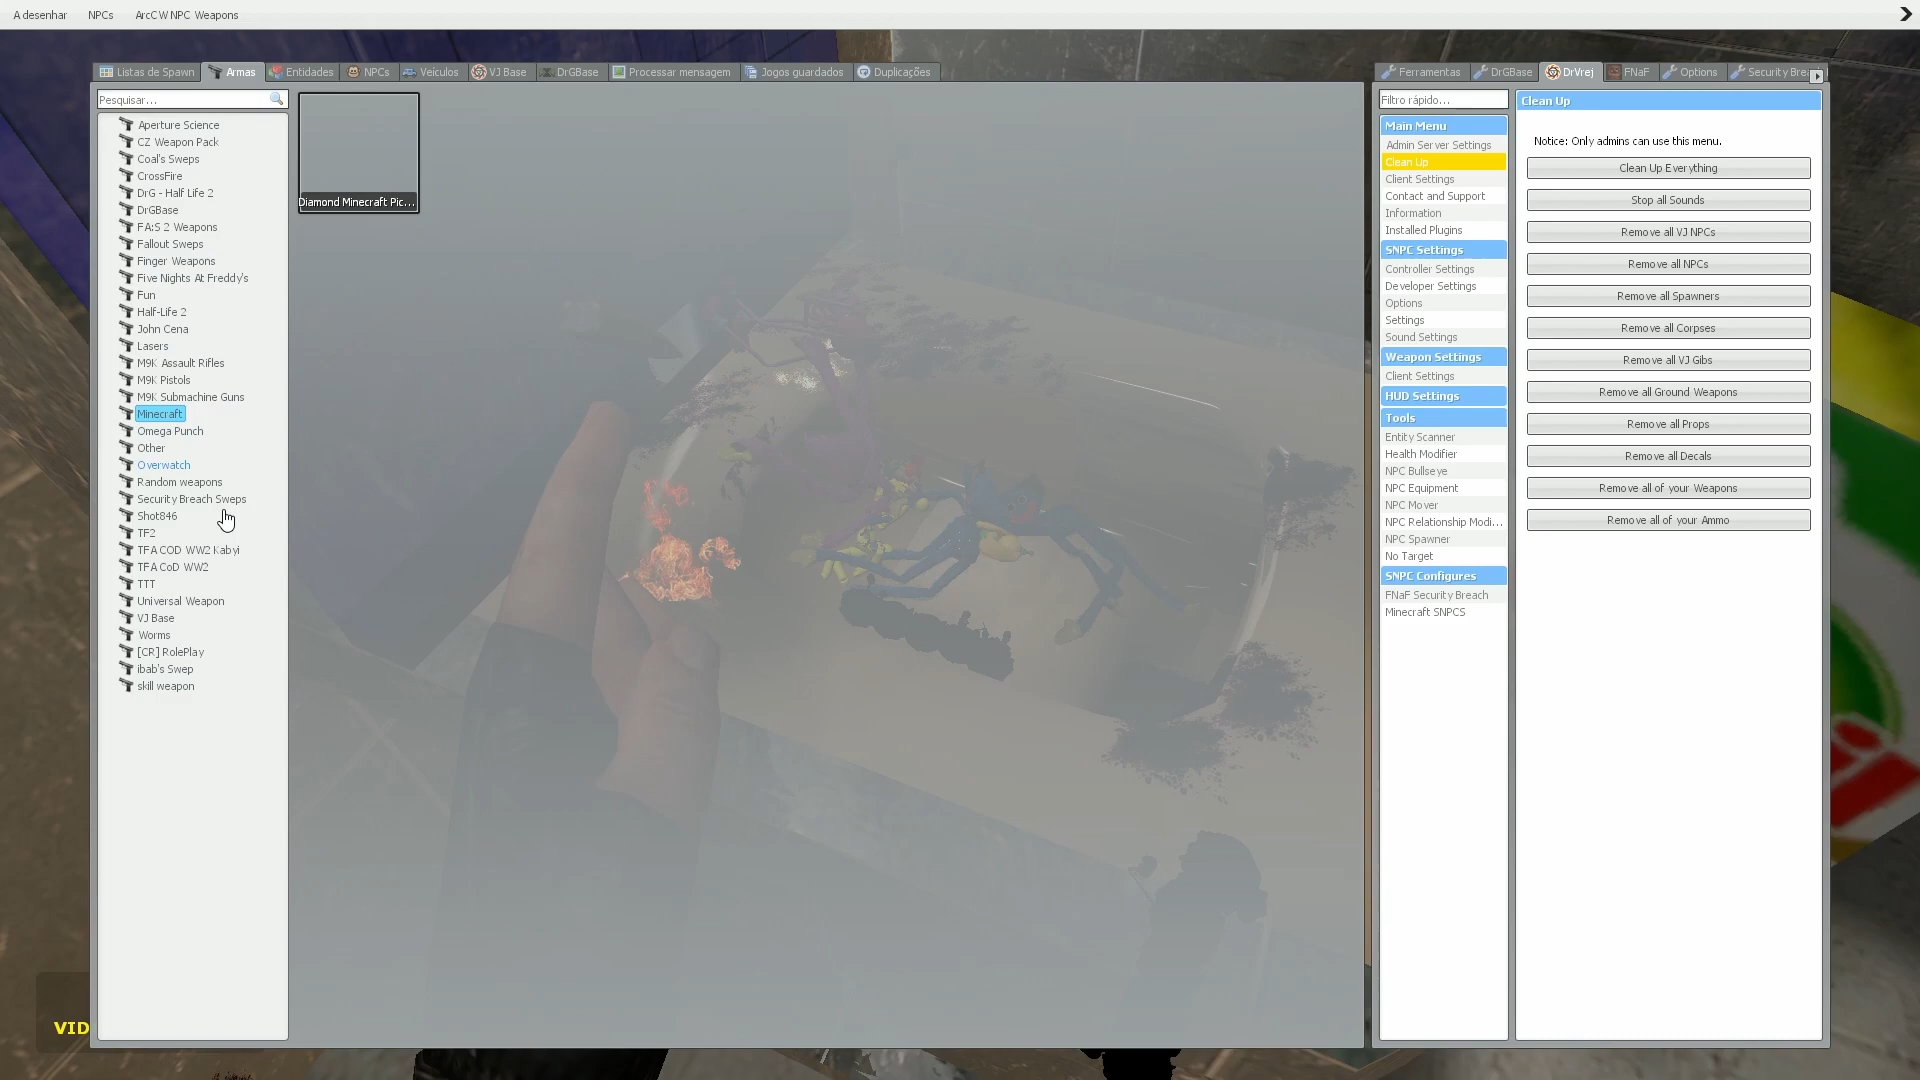 A desenhar NPCs ArcCW NPC Weapons
Listas de Spawn Armas Entidades NPCs Veículos VJ Base DrGBase Processar mensagem Jogos guardados Duplicações
Ferramentas DrGBase DrVrej FNaF Options Security Brea
Pesquisar...
Aperture Science
CZ Weapon Pack
Coal's Sweps
CrossFire
DrG - Half Life 2
DrGBase
FA:S 2 Weapons
Fallout Sweps
Finger Weapons
Five Nights At Freddy's
Fun
Half-Life 2
John Cena
Lasers
M9K Assault Rifles
M9K Pistols
M9K Submachine Guns
Minecraft
Omega Punch
Other
Overwatch
Random weapons
Security Breach Sweps
Shot846
TF2
TFA COD WW2 Kabyi
TFA CoD WW2
TTT
Universal Weapon
VJ Base
Worms
[CR] RolePlay
ibab's Swep
skill weapon
Diamond Minecraft Pic...
Filtro rápido...
Main Menu
Admin Server Settings
Clean Up
Client Settings
Contact and Support
Information
Installed Plugins
SNPC Settings
Controller Settings
Developer Settings
Options
Settings
Sound Settings
Weapon Settings
Client Settings
HUD Settings
Tools
Entity Scanner
Health Modifier
NPC Bullseye
NPC Equipment
NPC Mover
NPC Relationship Modi...
NPC Spawner
No Target
SNPC Configures
FNaF Security Breach
Minecraft SNPCS
Clean Up
Notice: Only admins can use this menu.
Clean Up Everything
Stop all Sounds
Remove all VJ NPCs
Remove all NPCs
Remove all Spawners
Remove all Corpses
Remove all VJ Gibs
Remove all Ground Weapons
Remove all Props
Remove all Decals
Remove all of your Weapons
Remove all of your Ammo
VID